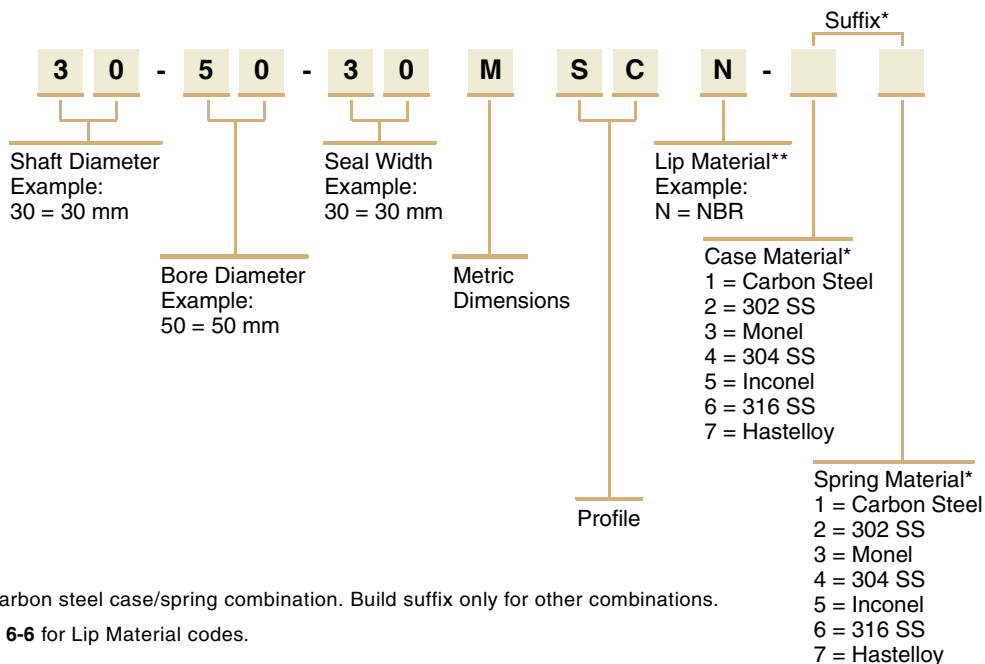 Suffix*
3 0 - 5 0 - 3 0 M S C N -
Shaft Diameter
Example:
30 = 30 mm
Bore Diameter
Example:
50 = 50 mm
Seal Width
Example:
30 = 30 mm
Metric
Dimensions
Profile
Lip Material**
Example:
N = NBR
Case Material*
1 = Carbon Steel
2 = 302 SS
3 = Monel
4 = 304 SS
5 = Inconel
6 = 316 SS
7 = Hastelloy
Spring Material*
1 = Carbon Steel
2 = 302 SS
3 = Monel
4 = 304 SS
5 = Inconel
6 = 316 SS
7 = Hastelloy
arbon steel case/spring combination. Build suffix only for other combinations.
6-6 for Lip Material codes.